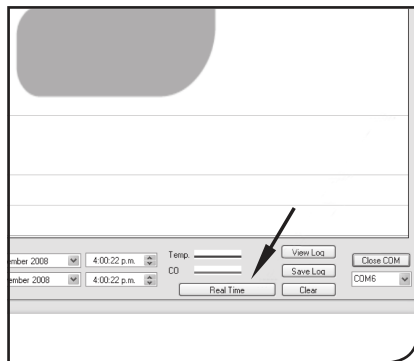 Temp. View Log
ember 2008 4:00:22 p.m. Close COM
CO Save Log
ember 2008 4:00:22 p.m. COM6
Real Time Clear